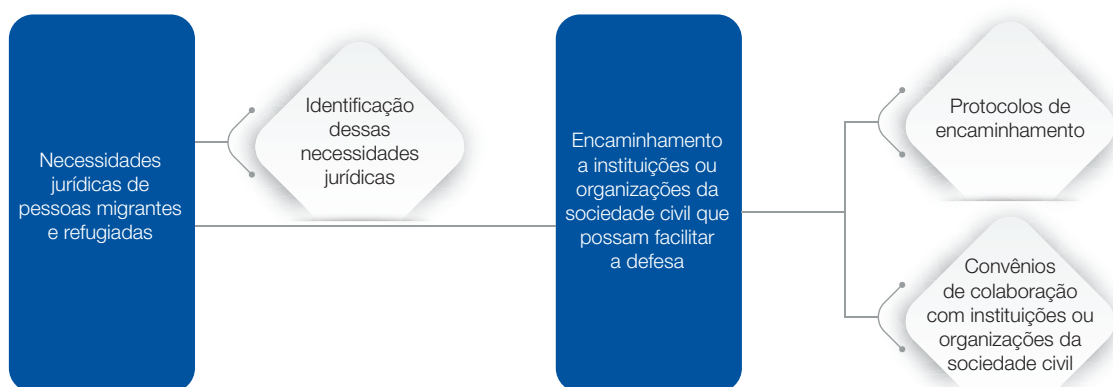 Necessidades
jurídicas de
pessoas migrantes
e refugiadas
Identificação
dessas
necessidades
jurídicas
Encaminhamento
a instituições ou
organizações da
sociedade civil que
possam facilitar
a defesa
Protocolos de
encaminhamento
Convênios
de colaboração
com instituições ou
organizações da
sociedade civil